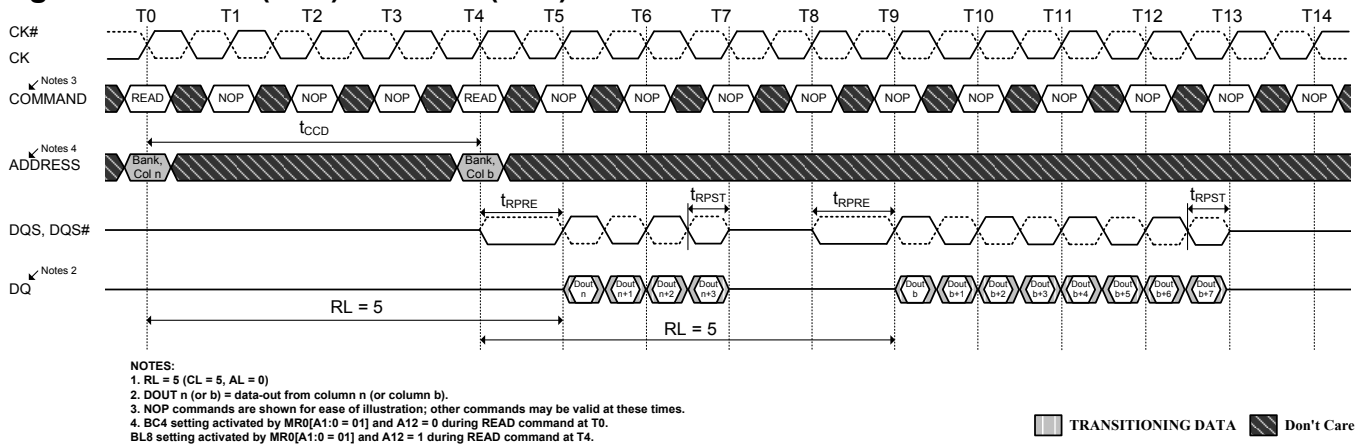 T0 T1 T2 T3 T4 T5 T6 T7 T8 T9 T10 T11 T12 T13 T14
CK#
CK
Notes 3
COMMAND READ NOP NOP NOP READ NOP NOP NOP NOP NOP NOP NOP NOP NOP NOP
tCCD
Notes 4
ADDRESS Bank, Col n Bank, Col b
tRPRE tRPST tRPRE tRPST
DQS, DQS#
Notes 2
DQ Dout n Dout n+1 Dout n+2 Dout n+3 Dout b Dout b+1 Dout b+2 Dout b+3 Dout b+4 Dout b+5 Dout b+6 Dout b+7
RL = 5
RL = 5
NOTES:
1. RL = 5 (CL = 5, AL = 0)
2. DOUT n (or b) = data-out from column n (or column b).
3. NOP commands are shown for ease of illustration; other commands may be valid at these times.
4. BC4 setting activated by MR0[A1:0 = 01] and A12 = 0 during READ command at T0.
BL8 setting activated by MR0[A1:0 = 01] and A12 = 1 during READ command at T4.
TRANSITIONING DATA Don't Care